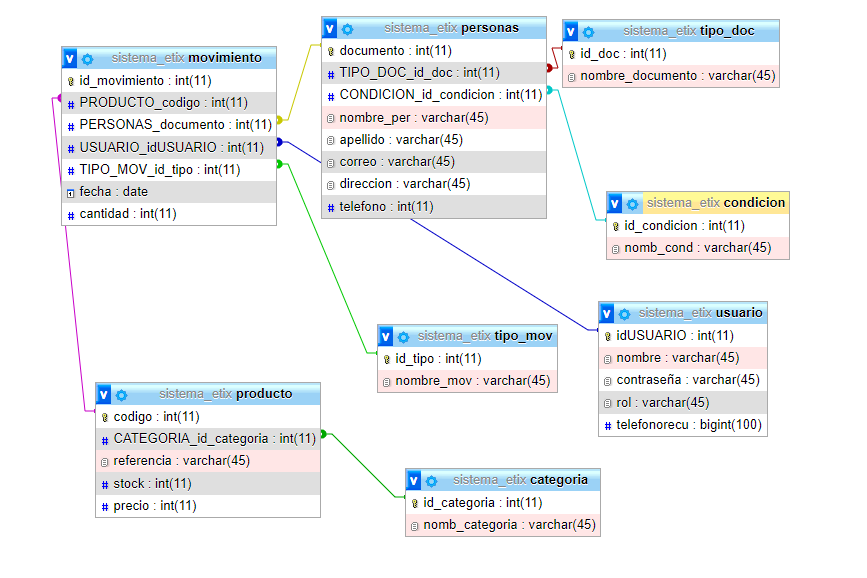 sistema_etix movimiento
id_movimiento : int(11)
PRODUCTO_codigo : int(11)
PERSONAS_documento : int(11)
USUARIO_idUSUARIO : int(11)
TIPO_MOV_id_tipo : int(11)
fecha : date
cantidad : int(11)
sistema_etix personas
documento : int(11)
TIPO_DOC_id_doc : int(11)
CONDICION_id_condicion : int(11)
nombre_per : varchar(45)
apellido : varchar(45)
correo : varchar(45)
direccion : varchar(45)
telefono : int(11)
sistema_etix tipo_doc
id_doc : int(11)
nombre_documento : varchar(45)
sistema_etix condicion
id_condicion : int(11)
nomb_cond : varchar(45)
sistema_etix usuario
idUSUARIO : int(11)
nombre : varchar(45)
contraseña : varchar(45)
rol : varchar(45)
telefonorecu : bigint(100)
sistema_etix tipo_mov
id_tipo : int(11)
nombre_mov : varchar(45)
sistema_etix producto
codigo : int(11)
CATEGORIA_id_categoria : int(11)
referencia : varchar(45)
stock : int(11)
precio : int(11)
sistema_etix categoria
id_categoria : int(11)
nomb_categoria : varchar(45)